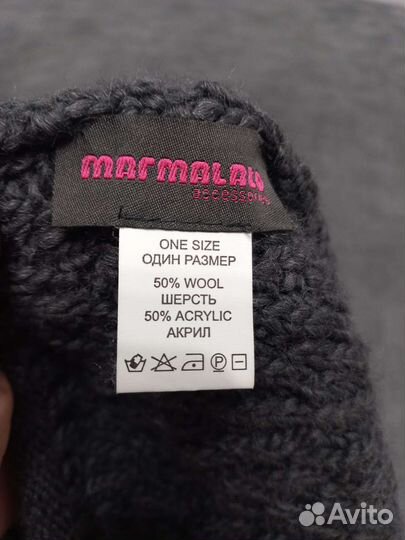 marmalato
accessories
ONE SIZE
ОДИН РАЗМЕР
50% WOOL
ШЕРСТЬ
50% ACRYLIC
АКРИЛ
P
Avito